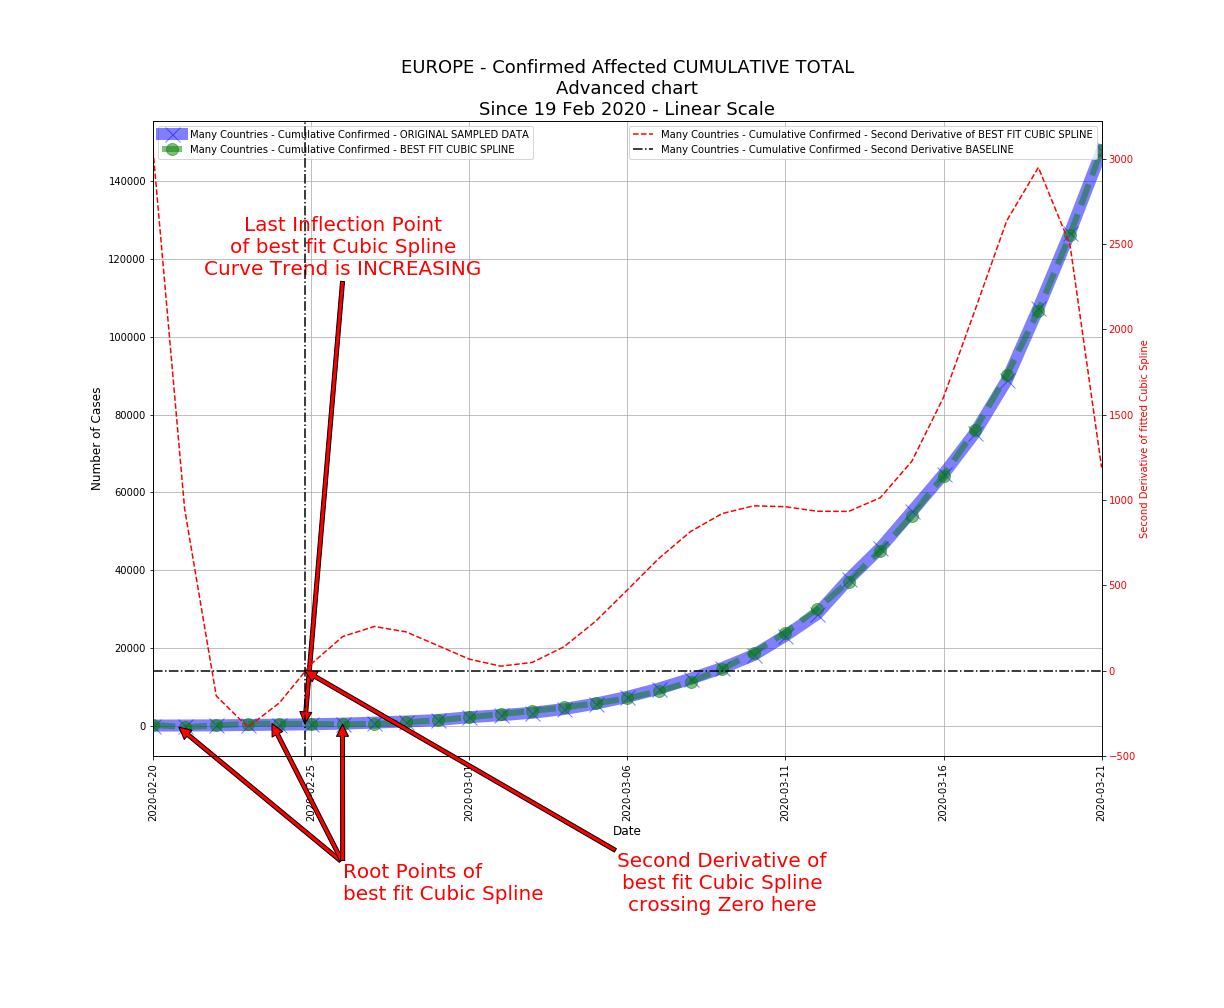 EUROPE - Confirmed Affected CUMULATIVE TOTAL
Advanced chart
Since 19 Feb 2020 - Linear Scale
Many Countries - Cumulative Confirmed - ORIGINAL SAMPLED DATA
Many Countries - Cumulative Confirmed - BEST FIT CUBIC SPLINE
Many Countries - Cumulative Confirmed - Second Derivative of BEST FIT CUBIC SPLINE
Many Countries - Cumulative Confirmed - Second Derivative BASELINE
Last Inflection Point
of best fit Cubic Spline
Curve Trend is INCREASING
Number of Cases
140000
120000
100000
80000
60000
40000
20000
0
3000
2500
2000
1500
1000
500
0
−500
Second Derivative of fitted Cubic Spline
2020-02-20
2020-02-25
2020-03-01
2020-03-06
2020-03-11
2020-03-16
2020-03-21
Date
Root Points of
best fit Cubic Spline
Second Derivative of
best fit Cubic Spline
crossing Zero here